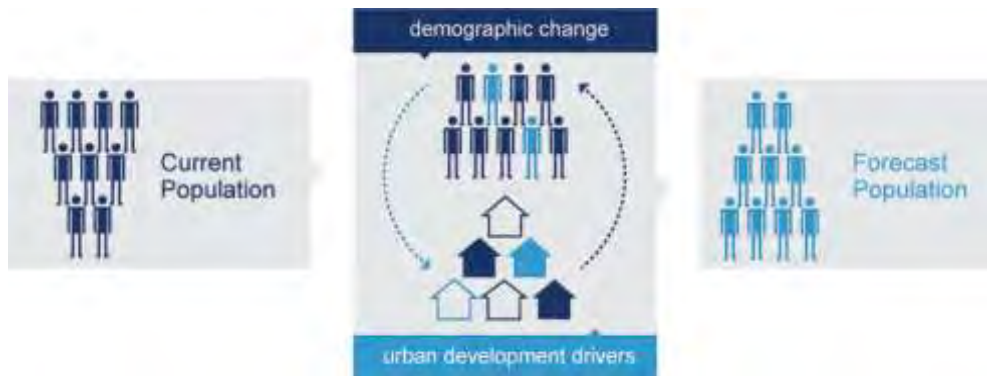 demographic change
Current
Population
Forecast
Population
urban development drivers